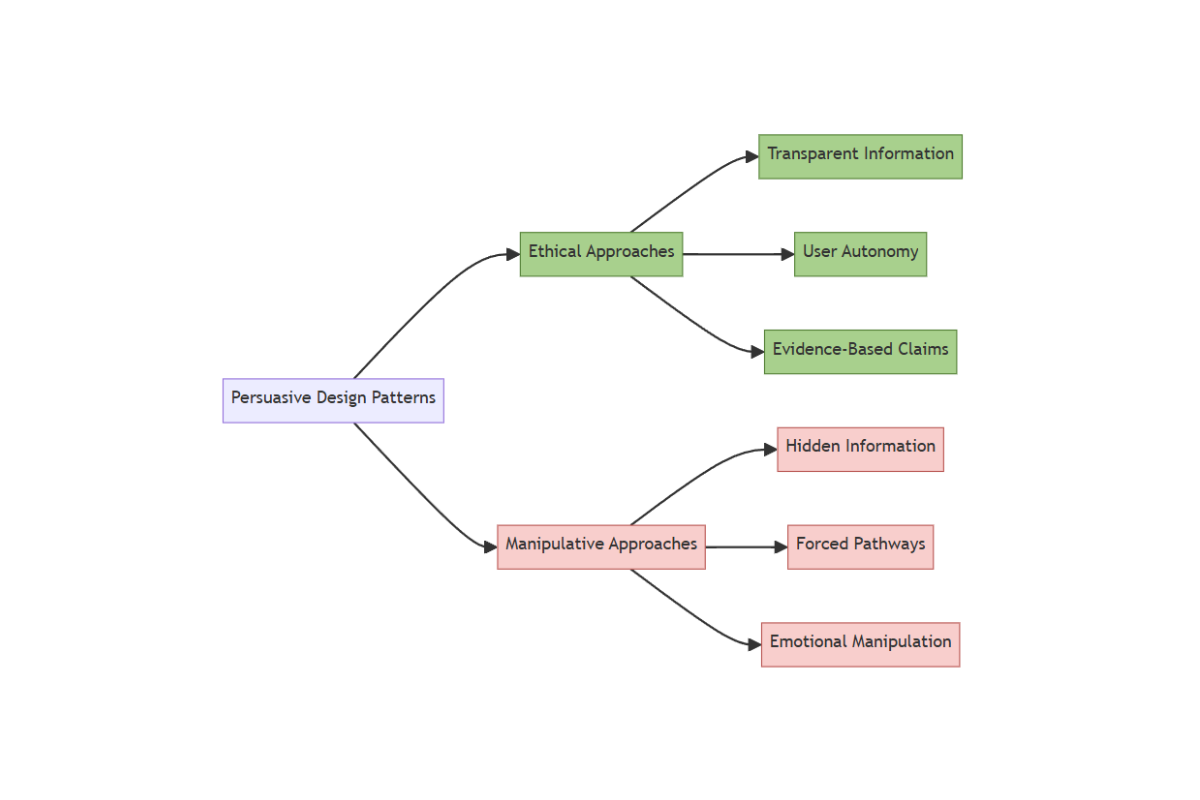 Transparent Information
Ethical Approaches
User Autonomy
Evidence-Based Claims
Persuasive Design Patterns
Hidden Information
Manipulative Approaches
Forced Pathways
Emotional Manipulation